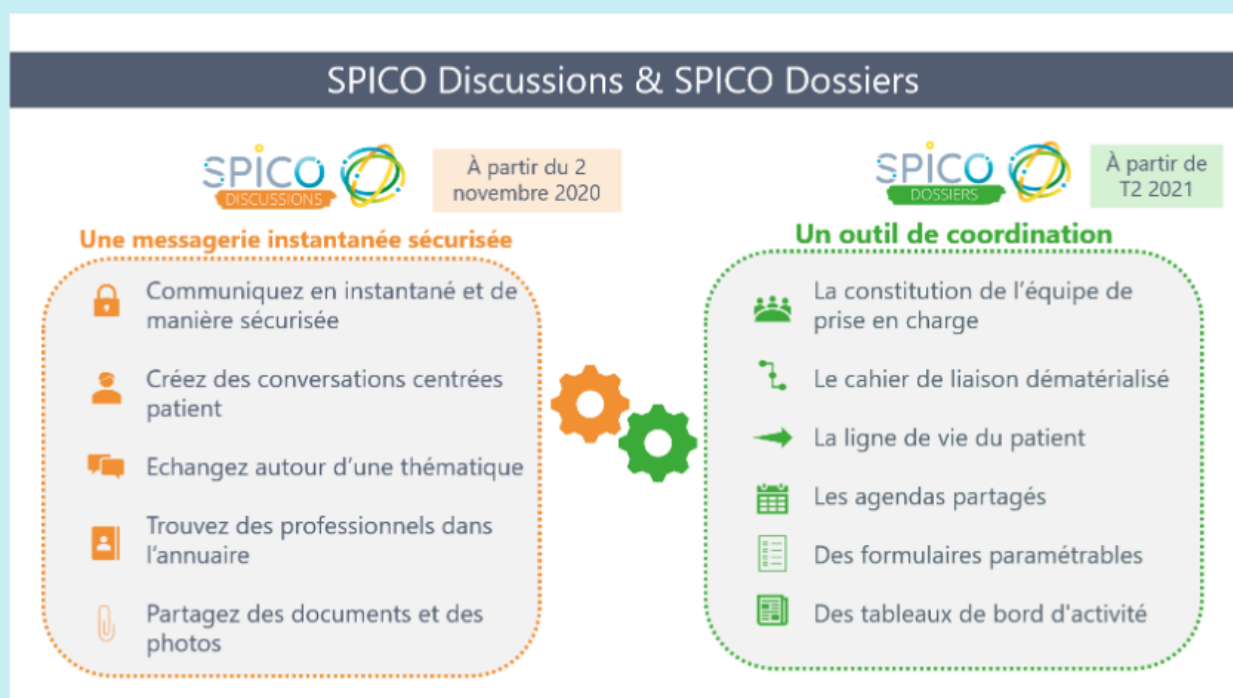 SPICO Discussions & SPICO Dossiers
SPICO
DISCUSSIONS
À partir du 2
novembre 2020
Une messagerie instantanée sécurisée
Communiquez en instantané et de
manière sécurisée
Créez des conversations centrées
patient
Echangez autour d'une thématique
Trouvez des professionnels dans
l'annuaire
Partagez des documents et des
photos
SPICO
DOSSIERS
À partir de
T2 2021
Un outil de coordination
La constitution de l'équipe de
prise en charge
Le cahier de liaison dématérialisé
La ligne de vie du patient
Les agendas partagés
Des formulaires paramétrables
Des tableaux de bord d'activité